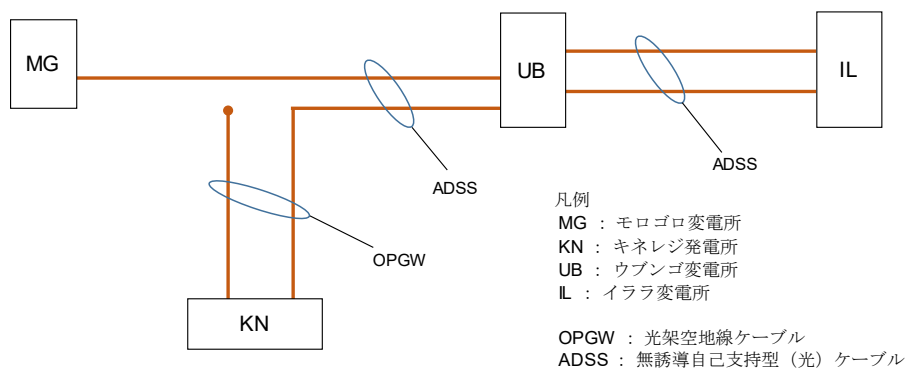 MG
UB
IL
ADSS
ADSS
OPGW
KN
凡例
MG : モロゴロ変電所
KN : キネレジ発電所
UB : ウブンゴ変電所
IL : イララ変電所
OPGW : 光架空地線ケーブル
ADSS : 無誘導自己支持型（光）ケーブル